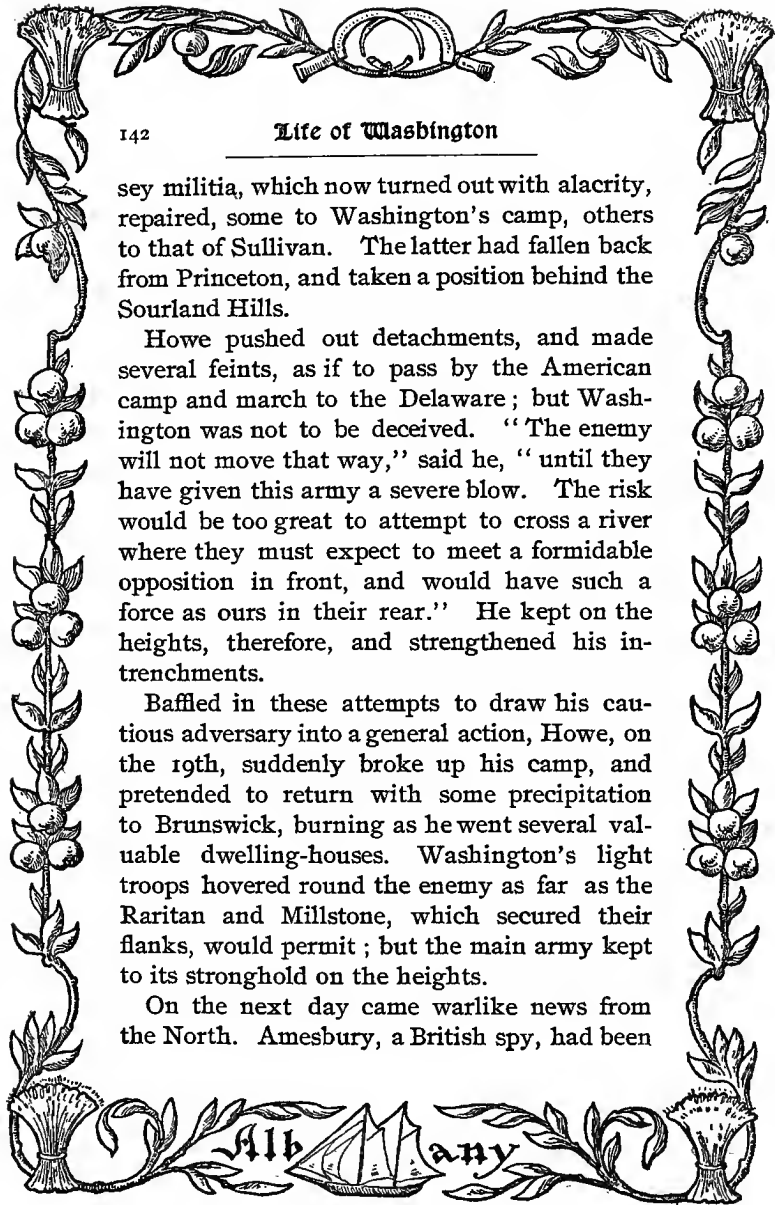 142 Life of Washington
sey militia, which now turned out with alacrity,
repaired, some to Washington's camp, others
to that of Sullivan. The latter had fallen back
from Princeton, and taken a position behind the
Sourland Hills.
Howe pushed out detachments, and made
several feints, as if to pass by the American
camp and march to the Delaware ; but Wash-
ington was not to be deceived. "The enemy
will not move that way," said he, "until they
have given this army a severe blow. The risk
would be too great to attempt to cross a river
where they must expect to meet a formidable
opposition in front, and would have such a
force as ours in their rear." He kept on the
heights, therefore, and strengthened his in-
trenchments.
Baffled in these attempts to draw his cau-
tious adversary into a general action, Howe, on
the 19th, suddenly broke up his camp, and
pretended to return with some precipitation
to Brunswick, burning as he went several val-
uable dwelling-houses. Washington's light
troops hovered round the enemy as far as the
Raritan and Millstone, which secured their
flanks, would permit ; but the main army kept
to its stronghold on the heights.
On the next day came warlike news from
the North. Amesbury, a British spy, had been
Albany